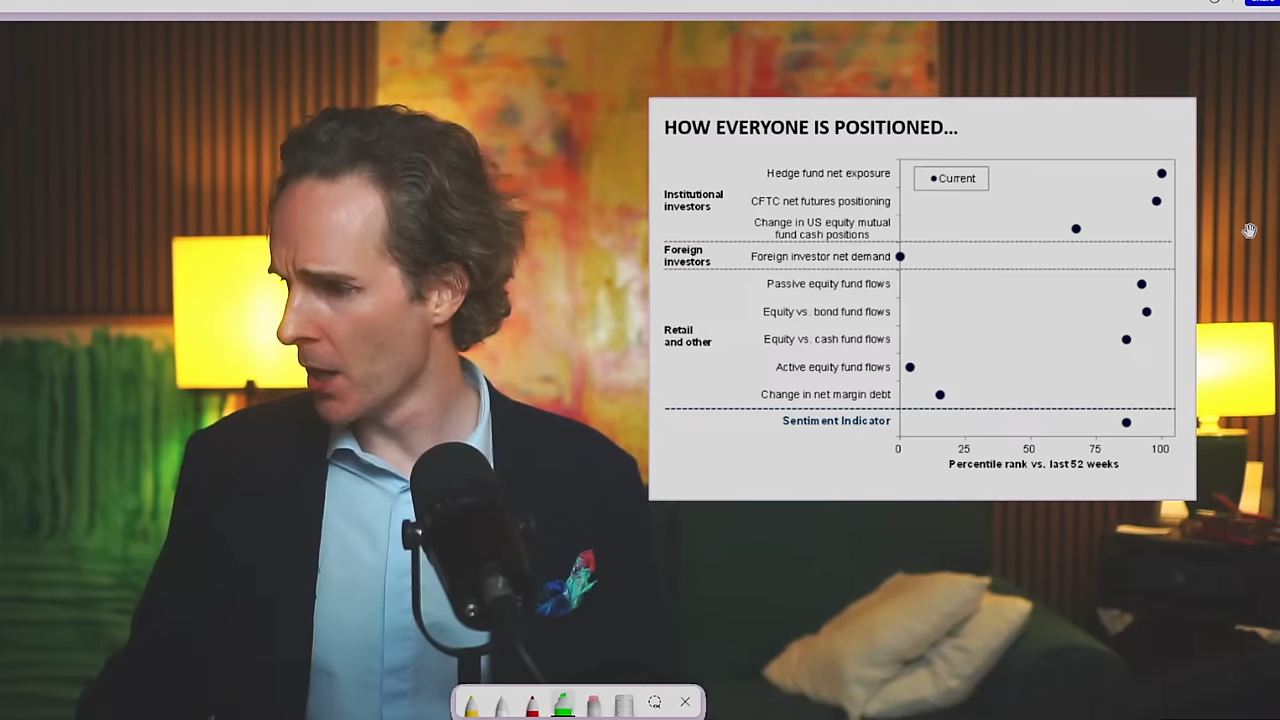 HOW EVERYONE IS POSITIONED...
Current
Institutional
investors
Hedge fund net exposure
CFTC net futures positioning
Change in US equity mutual
fund cash positions
Foreign
investors
Foreign investor net demand
Retail
and other
Passive equity fund flows
Equity vs. bond fund flows
Equity vs. cash fund flows
Active equity fund flows
Change in net margin debt
Sentiment Indicator
0 25 50 75 100
Percentile rank vs. last 52 weeks